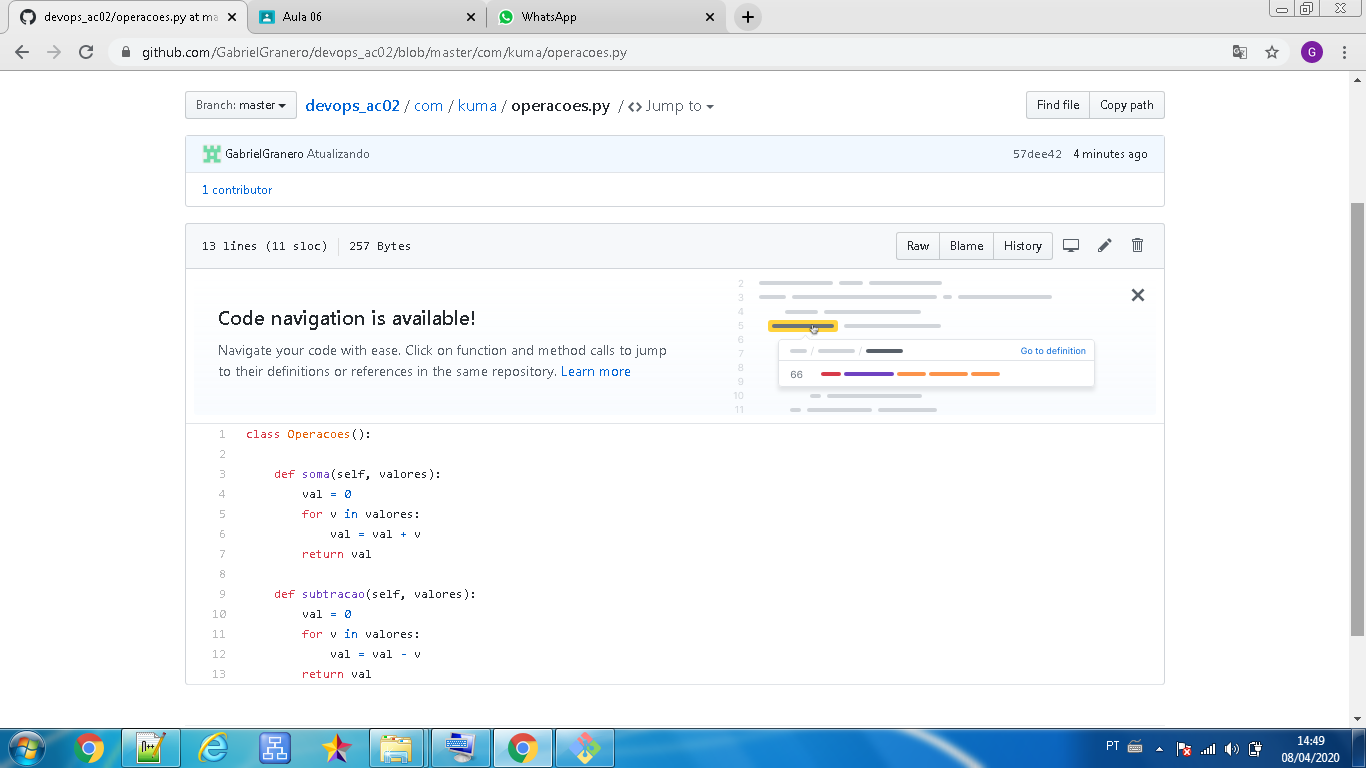 devops_ac02/operacoes.py at ma
Aula 06
WhatsApp
github.com/GabrielGranero/devops_ac02/blob/master/com/kuma/operacoes.py
G
Branch: master
devops_ac02 / com / kuma / operacoes.py / <> Jump to
Find file
Copy path
GabrielGranero Atualizando
57dee42 4 minutes ago
1 contributor
13 lines (11 sloc) 257 Bytes
Raw
Blame
History
Code navigation is available!
Navigate your code with ease. Click on function and method calls to jump
to their definitions or references in the same repository. Learn more
2
3
4
5
6
7
8
9
10
11
Go to definition
66
1 class Operacoes():
2
3 def soma(self, valores):
4 val = 0
5 for v in valores:
6 val = val + v
7 return val
8
9 def subtracao(self, valores):
10 val = 0
11 for v in valores:
12 val = val - v
13 return val
PT
14:49
08/04/2020